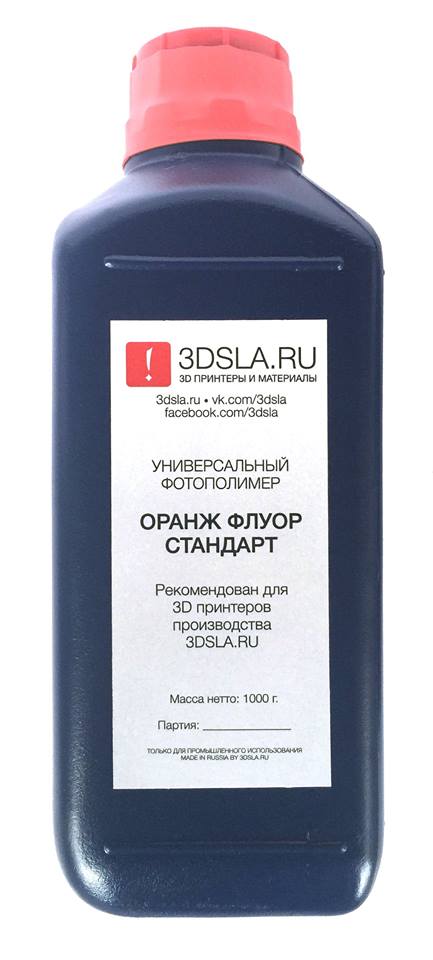 !
3DSLA.RU
3D ПРИНТЕРЫ И МАТЕРИАЛЫ
3dsla.ru • vk.com/3dsla
facebook.com/3dsla
УНИВЕРСАЛЬНЫЙ
ФОТОПОЛИМЕР
ОРАНЖ ФЛУОР
СТАНДАРТ
Рекомендован для
3D принтеров
производства
3DSLA.RU
Масса нетто: 1000 г.
Партия: ______________
ТОЛЬКО ДЛЯ ПРОМЫШЛЕННОГО ИСПОЛЬЗОВАНИЯ
MADE IN RUSSIA BY 3DSLA.RU